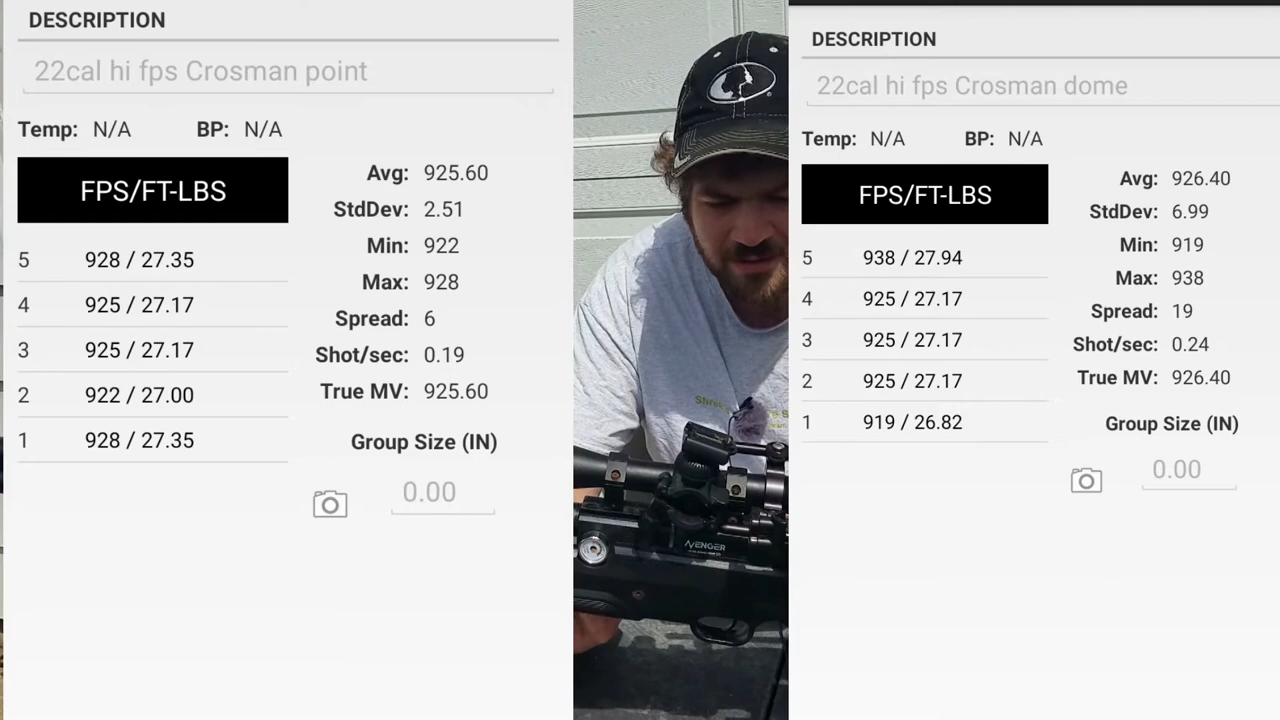 DESCRIPTION
22cal hi fps Crosman point
Temp: N/A BP: N/A
FPS/FT-LBS
5 928 / 27.35
4 925 / 27.17
3 925 / 27.17
2 922 / 27.00
1 928 / 27.35
Avg: 925.60
StdDev: 2.51
Min: 922
Max: 928
Spread: 6
Shot/sec: 0.19
True MV: 925.60
Group Size (IN)
0.00
AVENGER
DESCRIPTION
22cal hi fps Crosman dome
Temp: N/A BP: N/A
FPS/FT-LBS
5 938 / 27.94
4 925 / 27.17
3 925 / 27.17
2 925 / 27.17
1 919 / 26.82
Avg: 926.40
StdDev: 6.99
Min: 919
Max: 938
Spread: 19
Shot/sec: 0.24
True MV: 926.40
Group Size (IN)
0.00